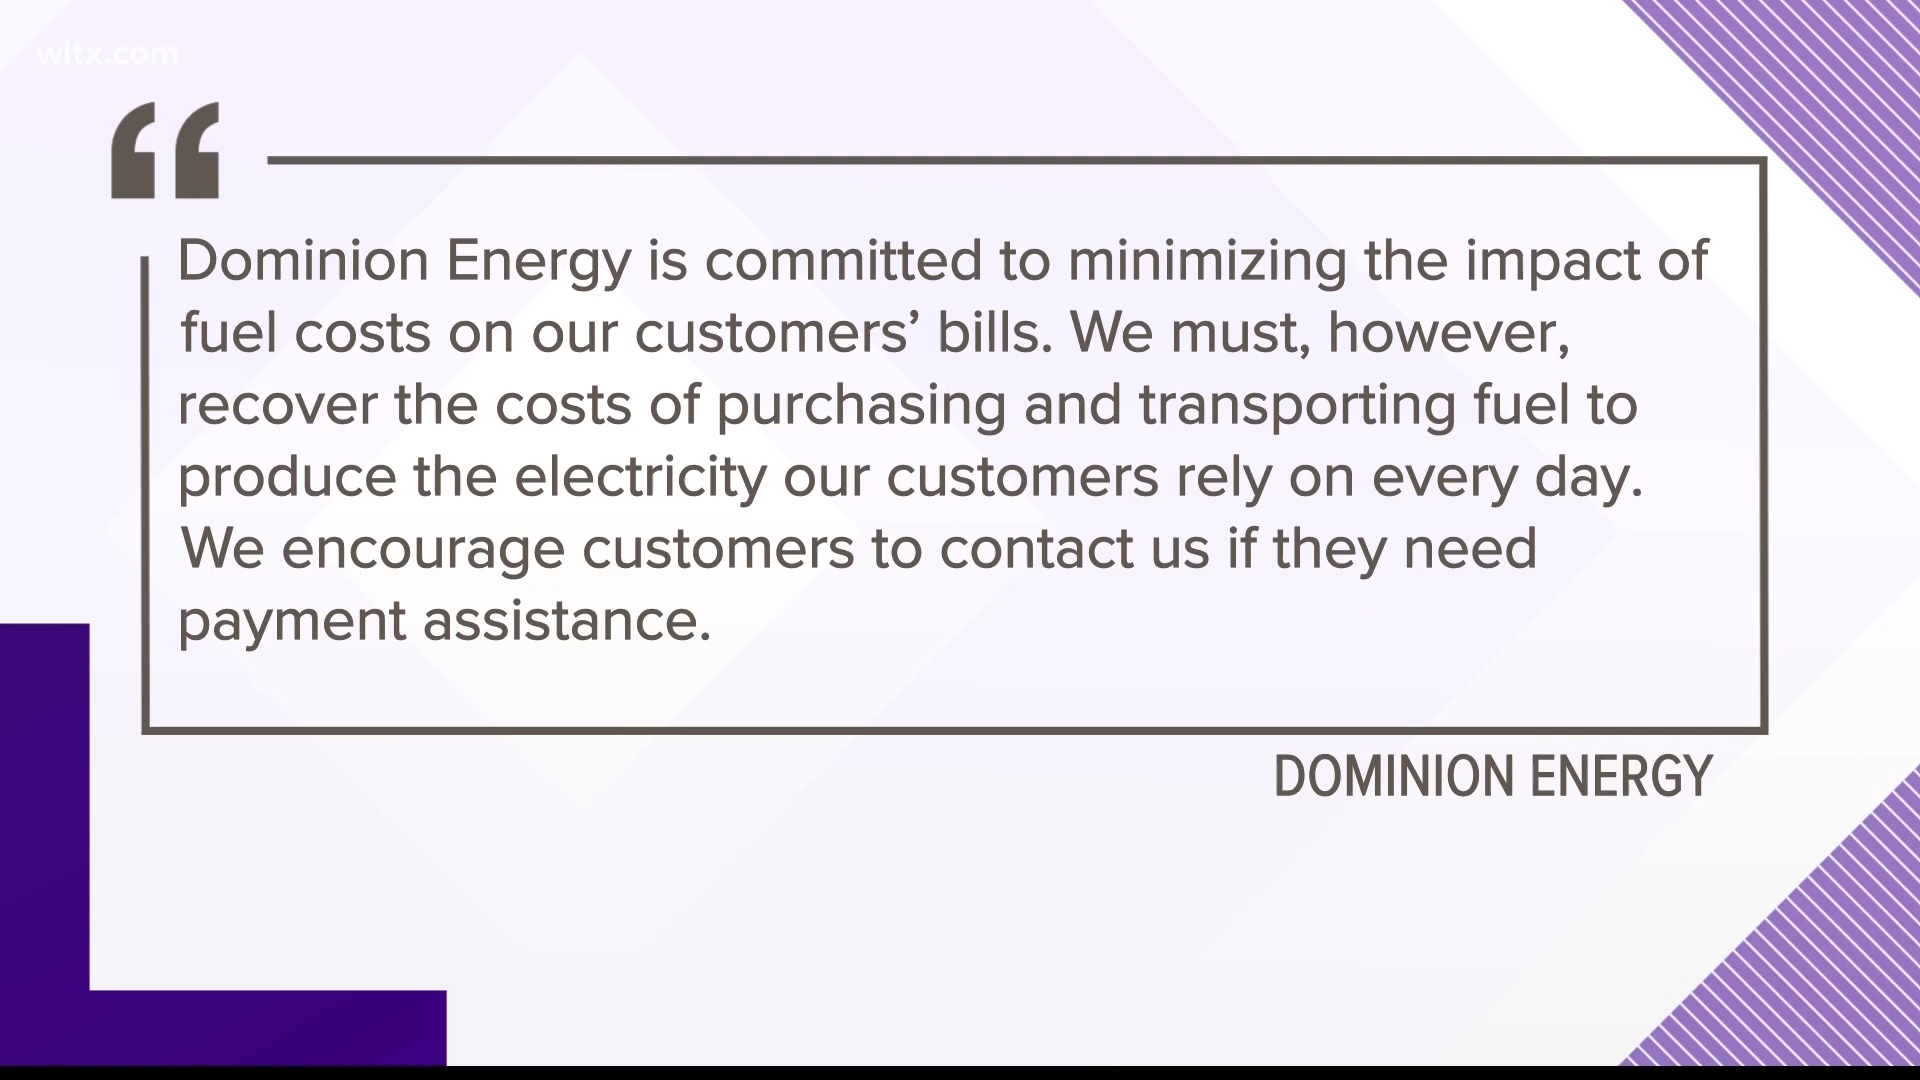 wltx.com
“
Dominion Energy is committed to minimizing the impact of
fuel costs on our customers’ bills. We must, however,
recover the costs of purchasing and transporting fuel to
produce the electricity our customers rely on every day.
We encourage customers to contact us if they need
payment assistance.
DOMINION ENERGY